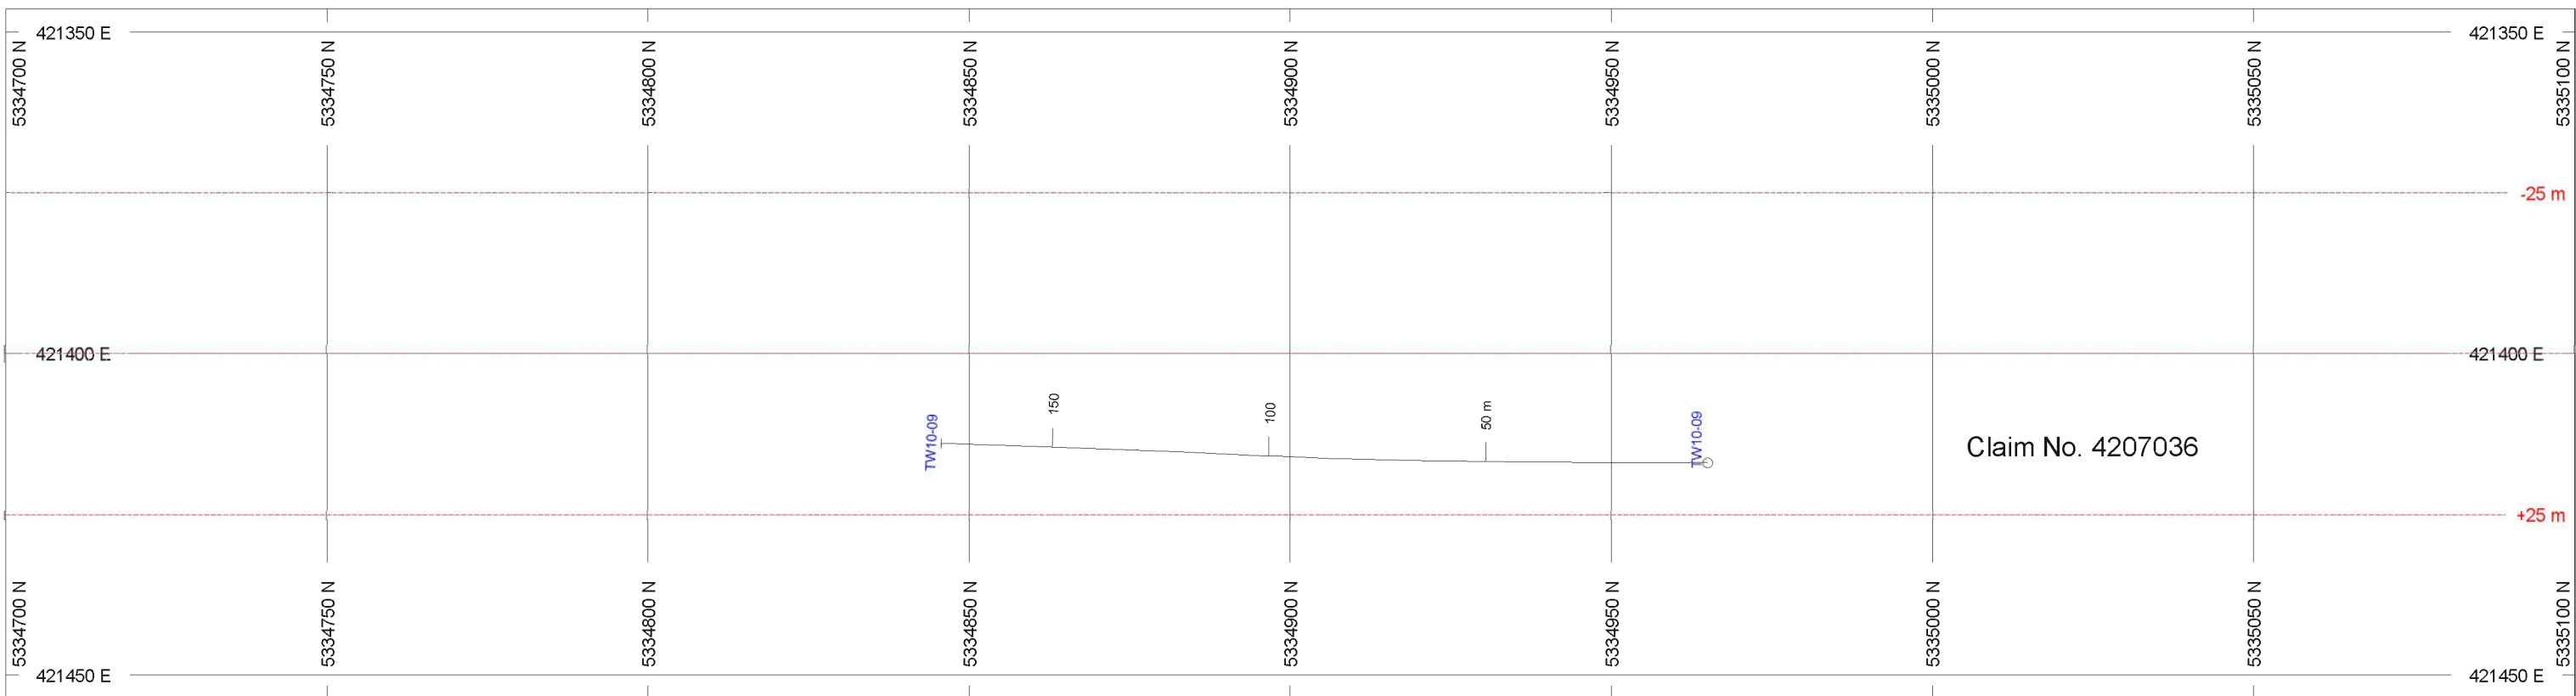 421350 E
421350 E
5334700 N
5334750 N
5334800 N
5334850 N
5334900 N
5334950 N
5335000 N
5335050 N
5335100 N
-25 m
421400 E
421400 E
TW10-09
150
100
50 m
TW10-09
Claim No. 4207036
+25 m
5334700 N
5334750 N
5334800 N
5334850 N
5334900 N
5334950 N
5335000 N
5335050 N
5335100 N
421450 E
421450 E